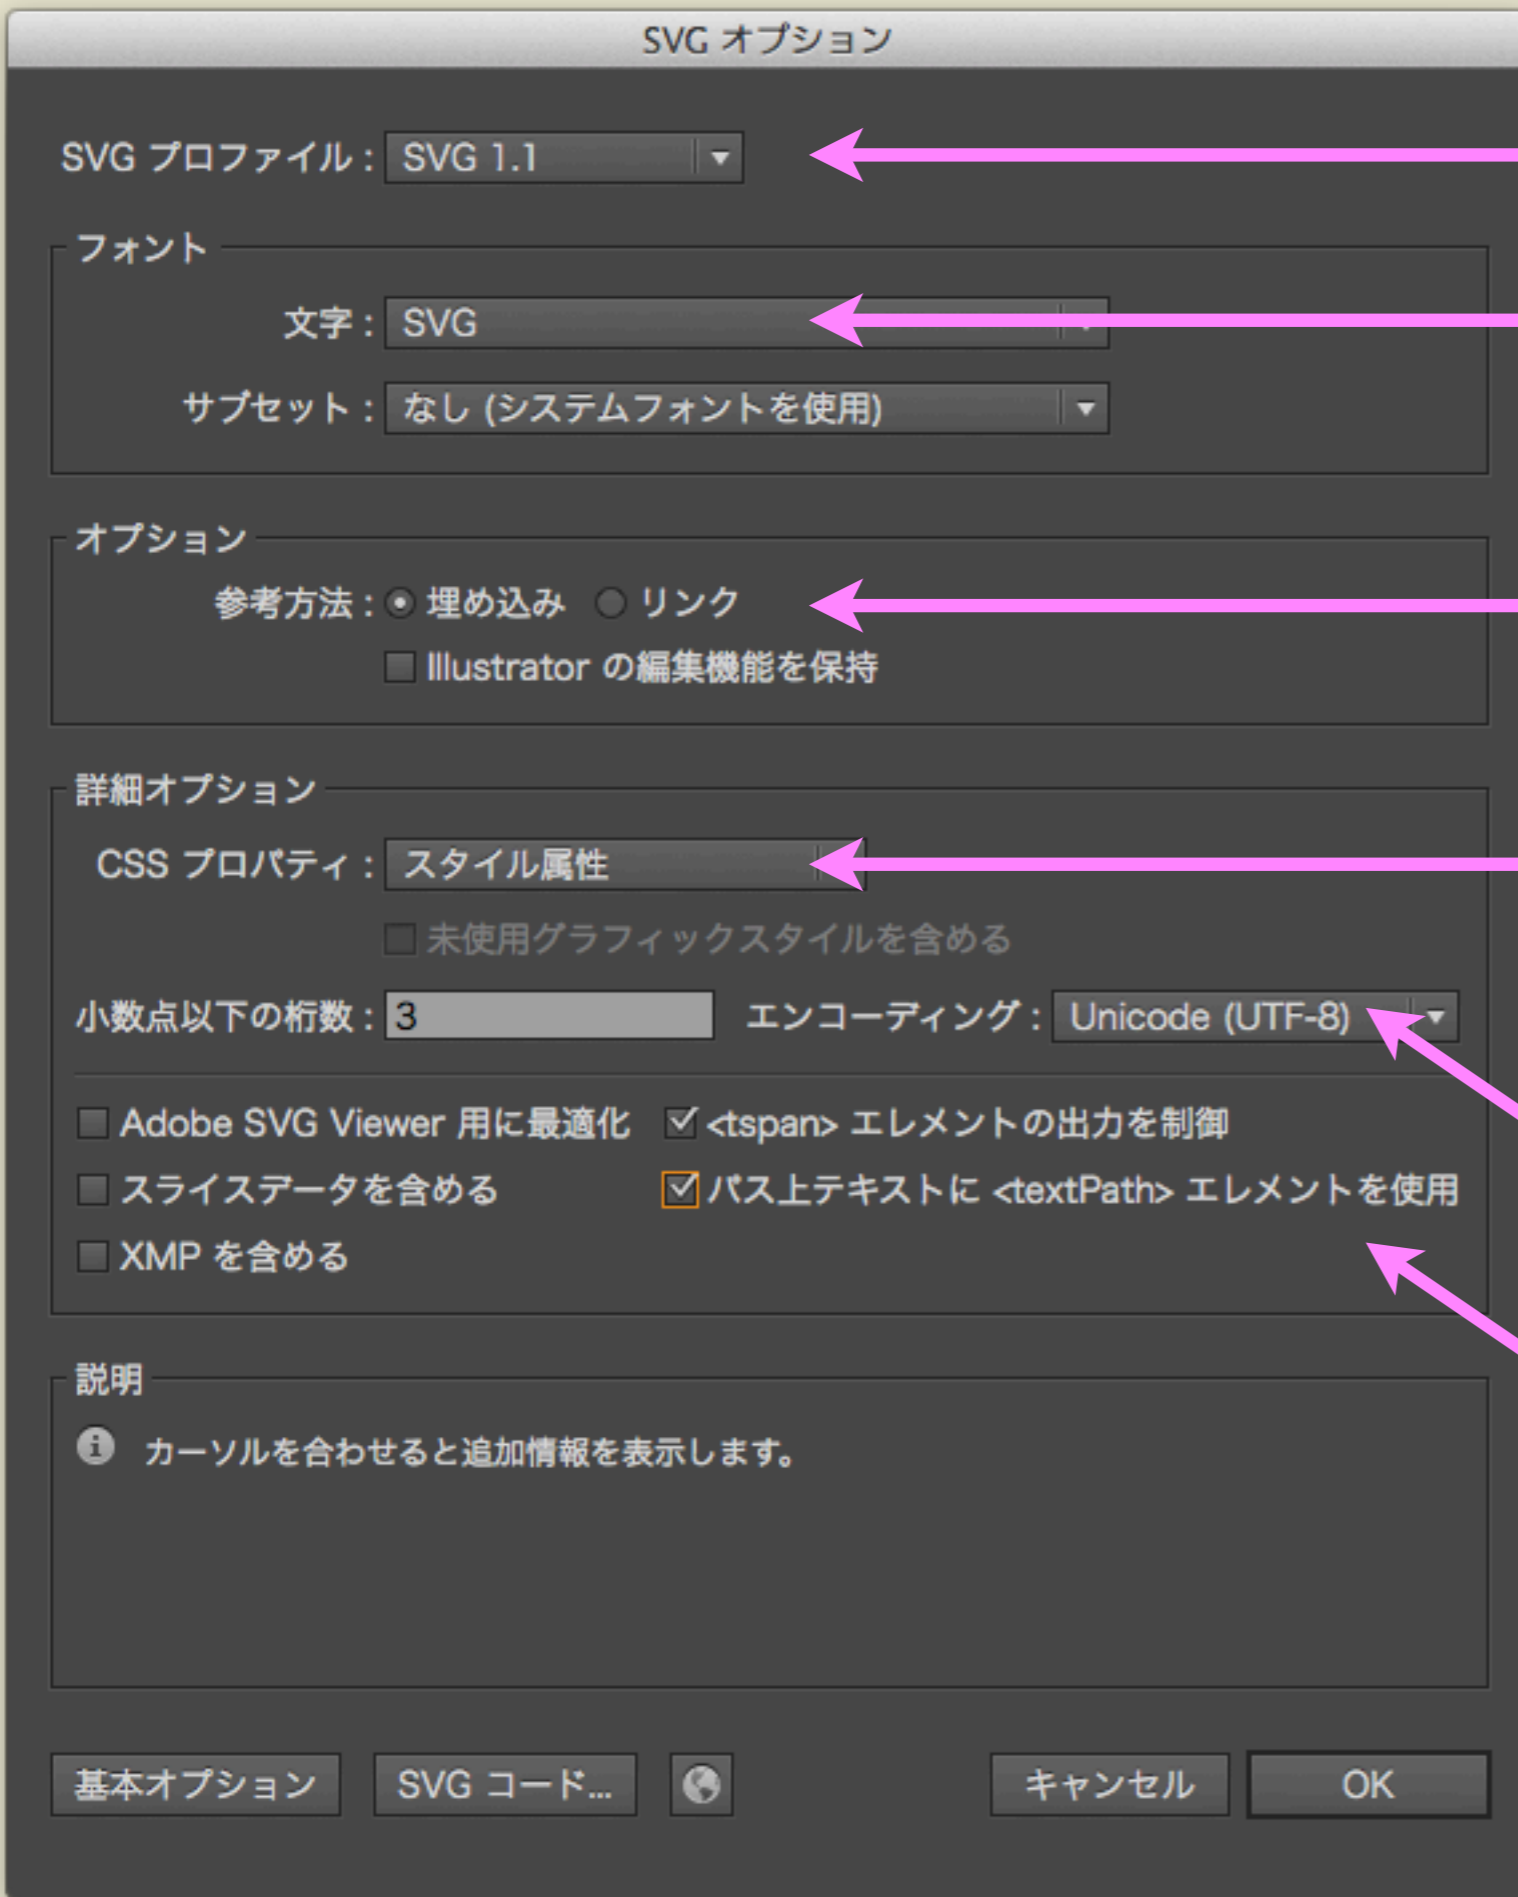 SVG オプション
SVG プロファイル : SVG 1.1
フォント
文字 : SVG
サブセット : なし (システムフォントを使用)
オプション
参考方法 : 埋め込み リンク
Illustrator の編集機能を保持
詳細オプション
CSS プロパティ : スタイル属性
未使用グラフィックスタイルを含める
小数点以下の桁数 : 3 エンコーディング : Unicode (UTF-8)
Adobe SVG Viewer 用に最適化 <tspan> エレメントの出力を制御
スライスデータを含める パス上テキストに <textPath> エレメントを使用
XMP を含める
説明
カーソルを合わせると追加情報を表示します。
基本オプション SVG コード... キャンセル OK